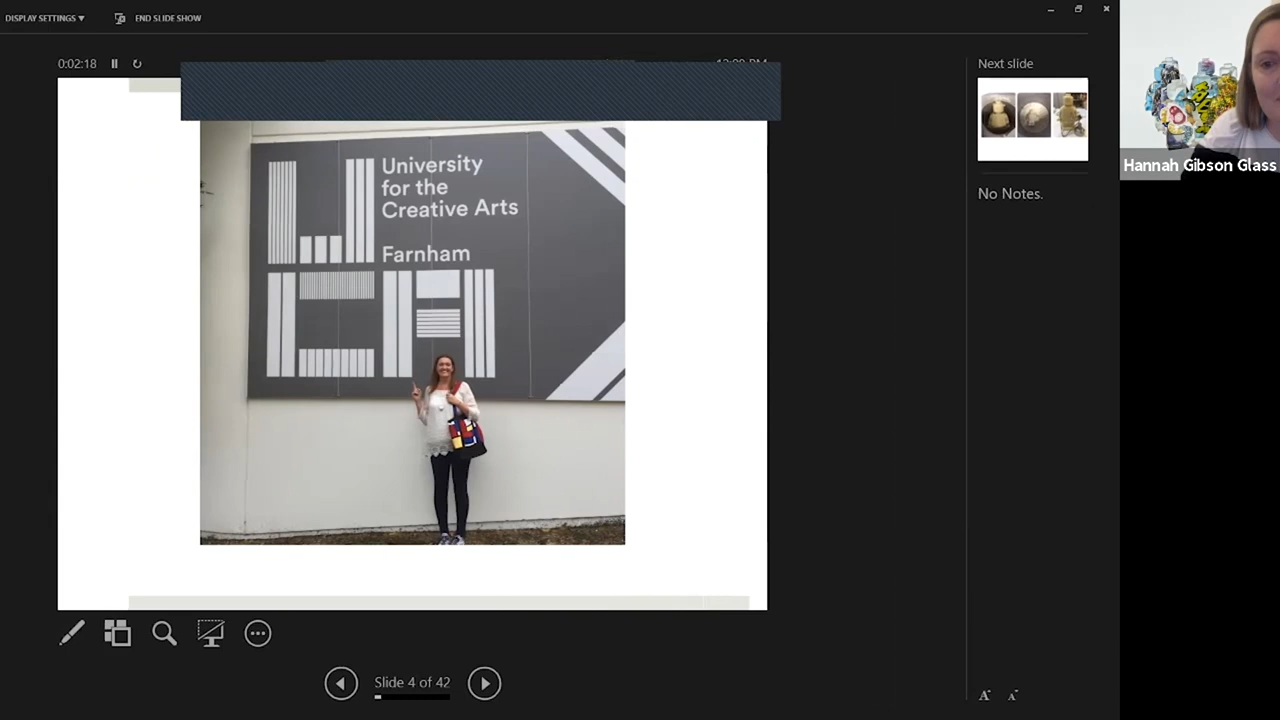 DISPLAY SETTINGS ▼
END SLIDE SHOW
0:02:18
University
for the
Creative Arts
Farnham
UCA
Next slide
No Notes.
Hannah Gibson Glass
Slide 4 of 42
A
A